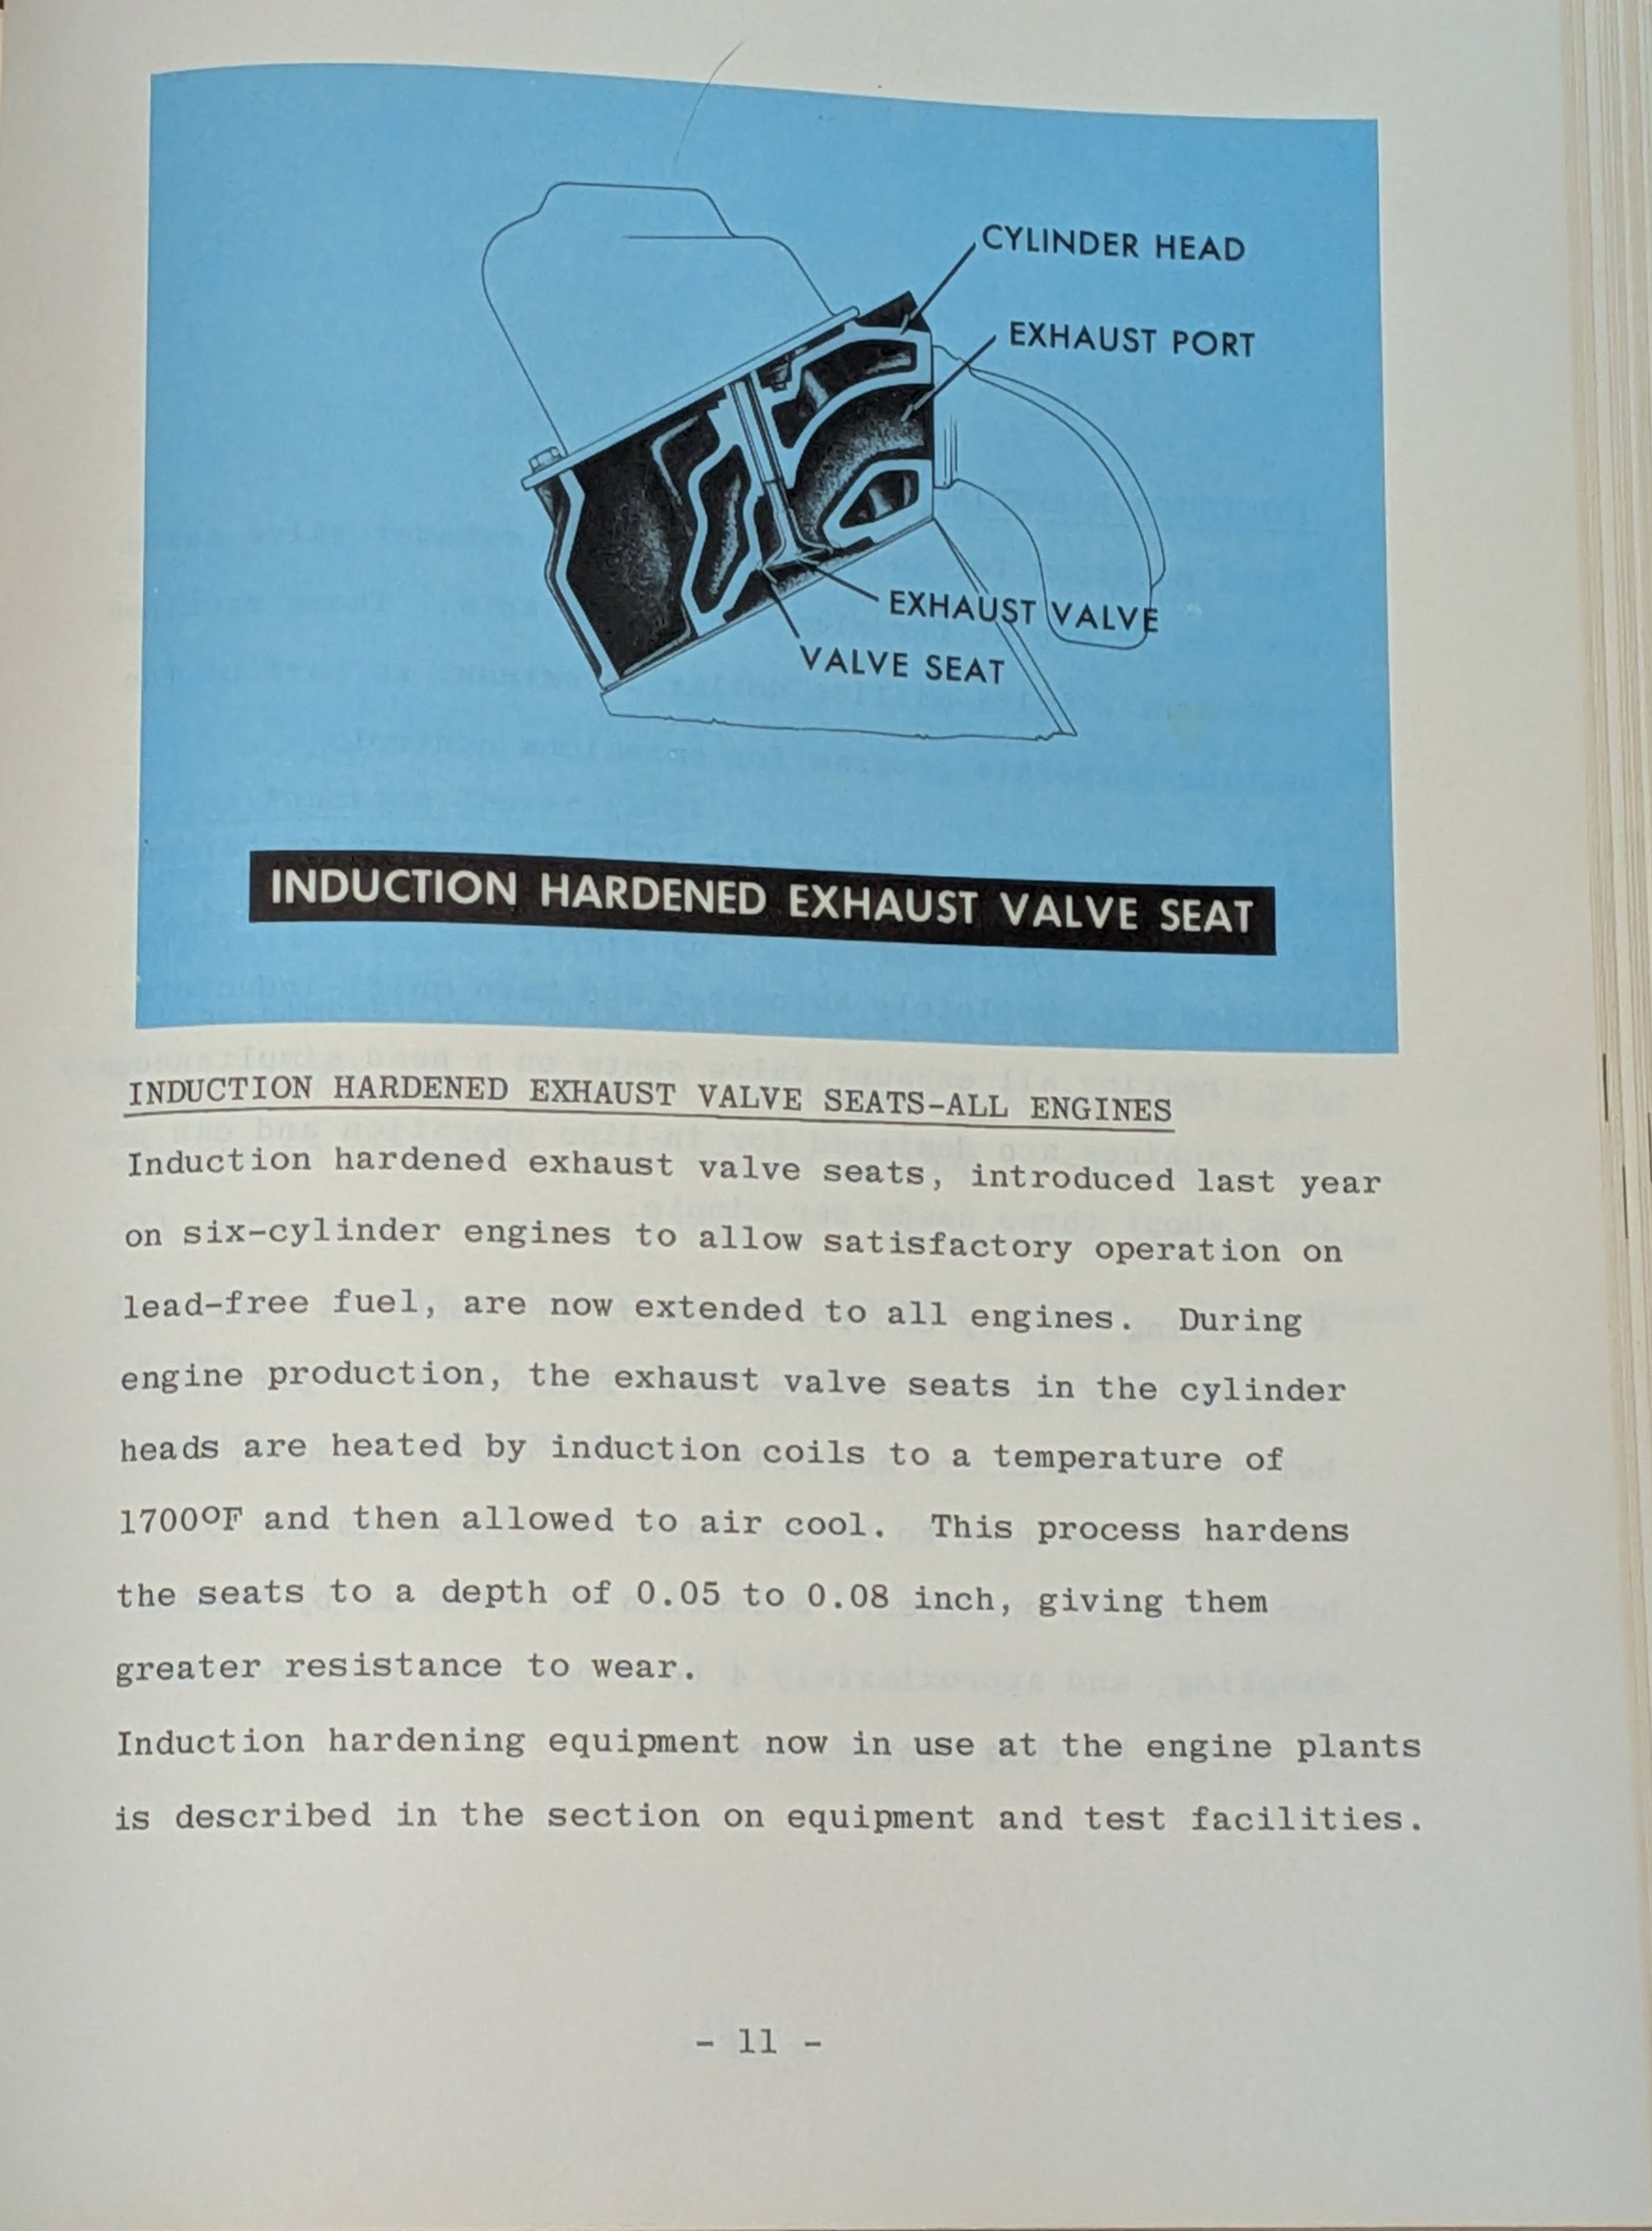 CYLINDER HEAD
EXHAUST PORT
EXHAUST VALVE
VALVE SEAT
INDUCTION HARDENED EXHAUST VALVE SEAT
INDUCTION HARDENED EXHAUST VALVE SEATS-ALL ENGINES
Induction hardened exhaust valve seats, introduced last year
on six-cylinder engines to allow satisfactory operation on
lead-free fuel, are now extended to all engines. During
engine production, the exhaust valve seats in the cylinder
heads are heated by induction coils to a temperature of
1700ºF and then allowed to air cool. This process hardens
the seats to a depth of 0.05 to 0.08 inch, giving them
greater resistance to wear.
Induction hardening equipment now in use at the engine plants
is described in the section on equipment and test facilities.
- 11 -